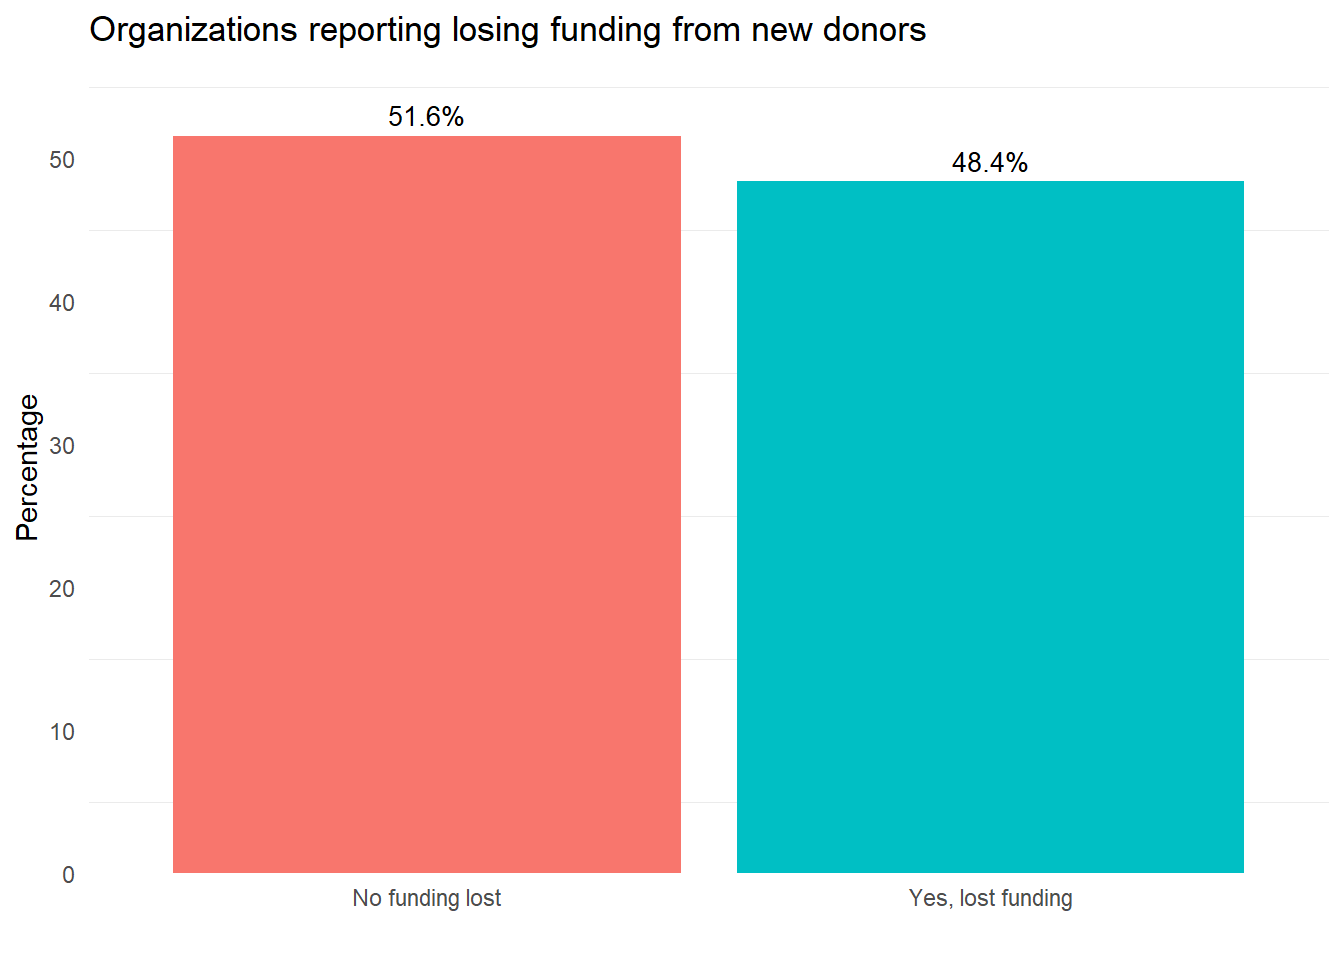 Organizations reporting losing funding from new donors
51.6%
48.4%
50
40
30
20
10
0
Percentage
No funding lost
Yes, lost funding